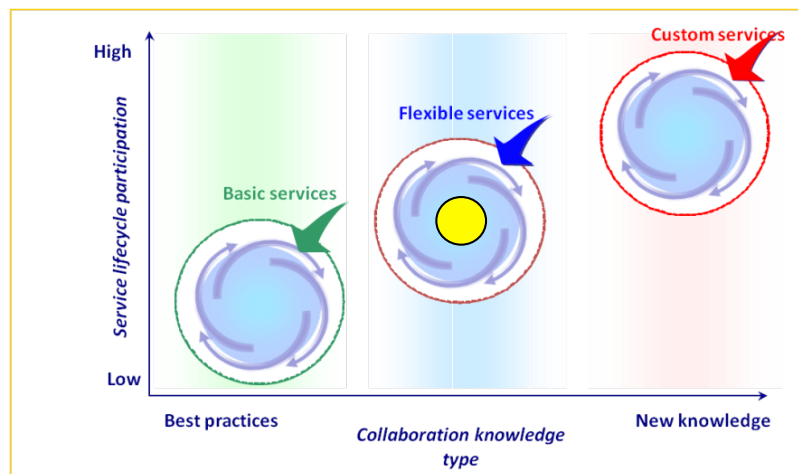 Custom services
High
Flexible services
Basic services
Service lifecycle participation
Low
Best practices
New knowledge
Collaboration knowledge
type